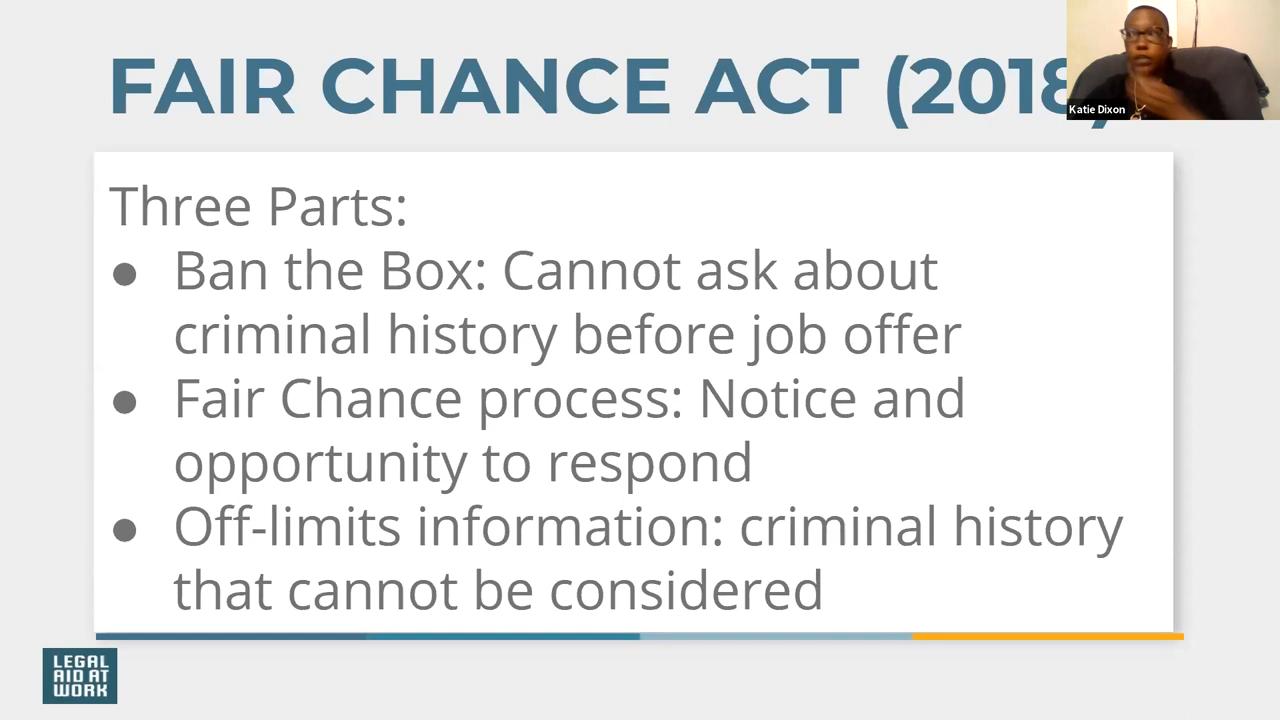 FAIR CHANCE ACT (2018)
Katie Dixon
Three Parts:
● Ban the Box: Cannot ask about
criminal history before job offer
● Fair Chance process: Notice and
opportunity to respond
● Off-limits information: criminal history
that cannot be considered
LEGAL
AID AT
WORK